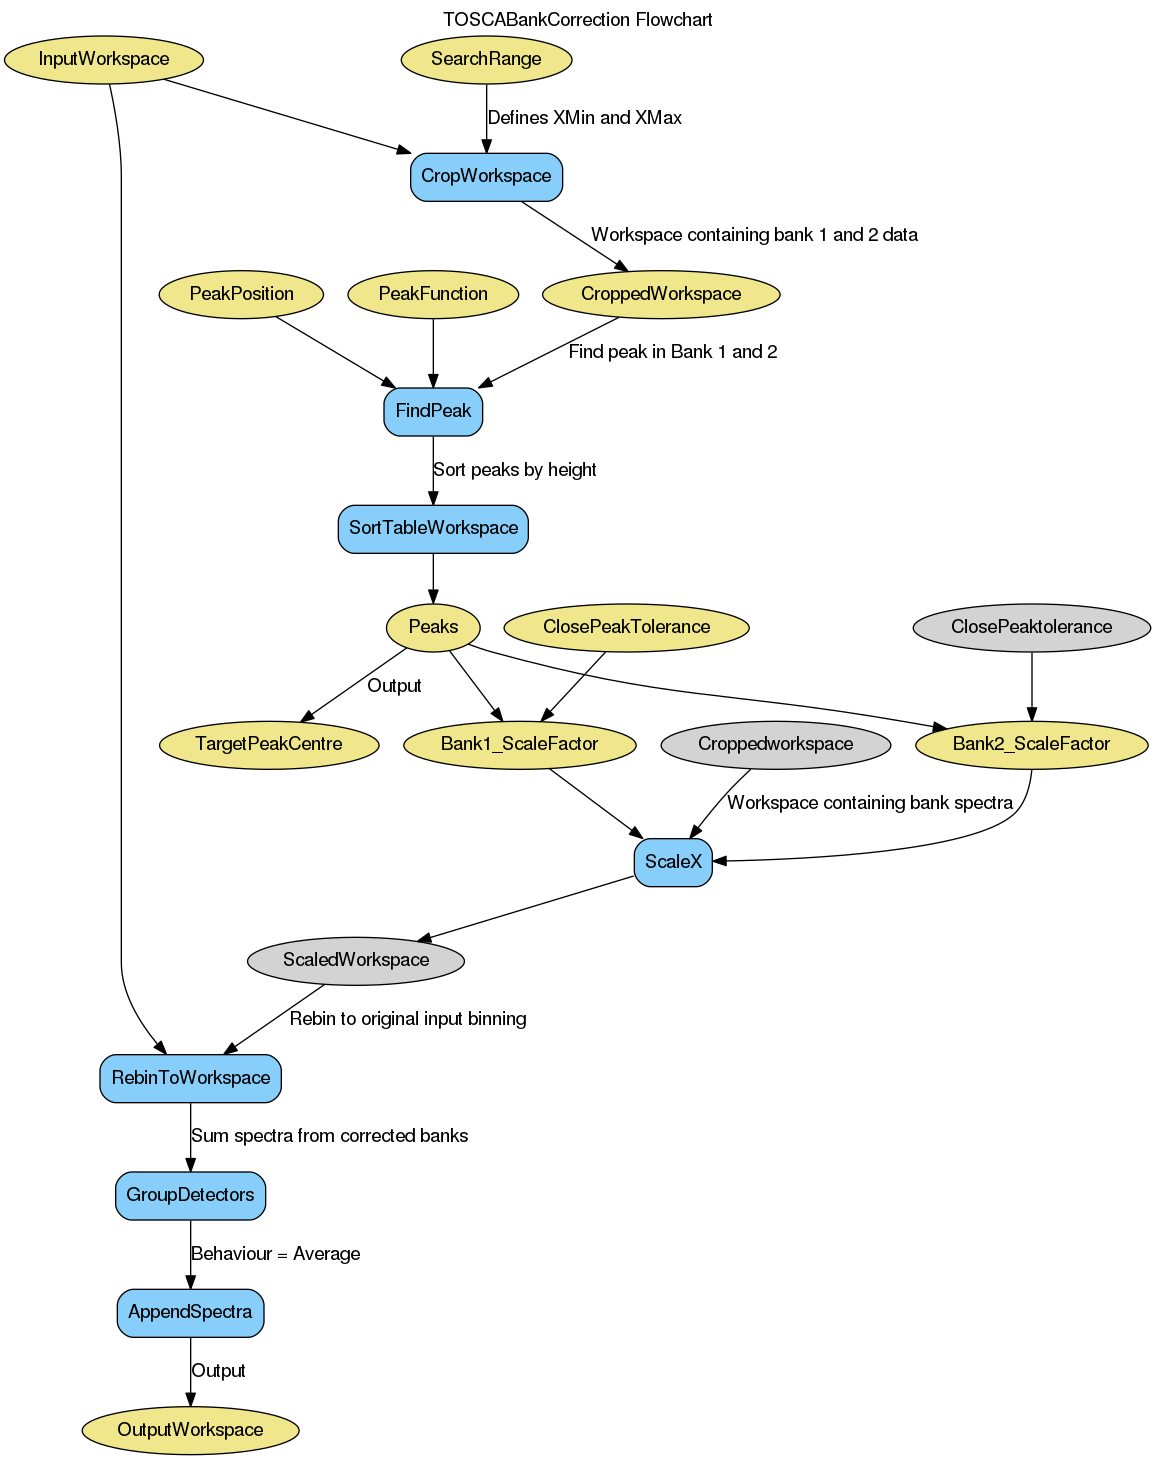 TOSCABankCorrection Flowchart
InputWorkspace
SearchRange
Defines XMin and XMax
CropWorkspace
Workspace containing bank 1 and 2 data
PeakPosition
PeakFunction
CroppedWorkspace
Find peak in Bank 1 and 2
FindPeak
Sort peaks by height
SortTableWorkspace
Peaks
ClosePeakTolerance
ClosePeaktolerance
Output
TargetPeakCentre
Bank1_ScaleFactor
Croppedworkspace
Bank2_ScaleFactor
Workspace containing bank spectra
ScaleX
ScaledWorkspace
Rebin to original input binning
RebinToWorkspace
Sum spectra from corrected banks
GroupDetectors
Behaviour = Average
AppendSpectra
Output
OutputWorkspace